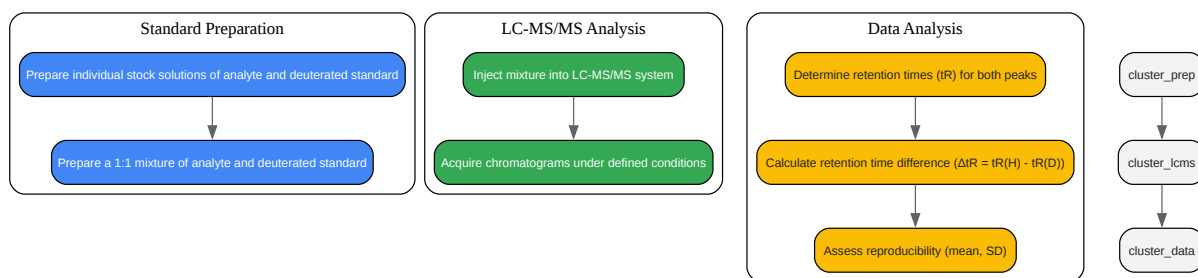 Standard Preparation
Prepare individual stock solutions of analyte and deuterated standard
Prepare a 1:1 mixture of analyte and deuterated standard
LC-MS/MS Analysis
Inject mixture into LC-MS/MS system
Acquire chromatograms under defined conditions
Data Analysis
Determine retention times (tR) for both peaks
Calculate retention time difference (ΔtR = tR(H) - tR(D))
Assess reproducibility (mean, SD)
cluster_prep
cluster_lcms
cluster_data